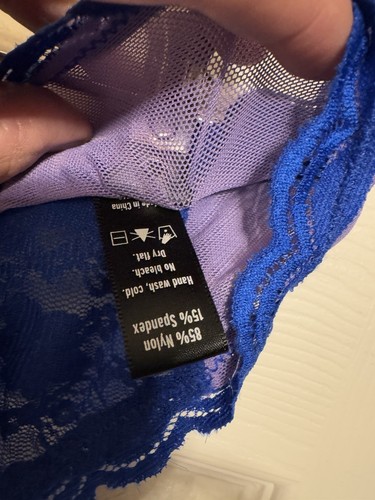 85% Nylon
15% Spandex
Hand wash, cold.
No bleach.
Dry flat.
in China